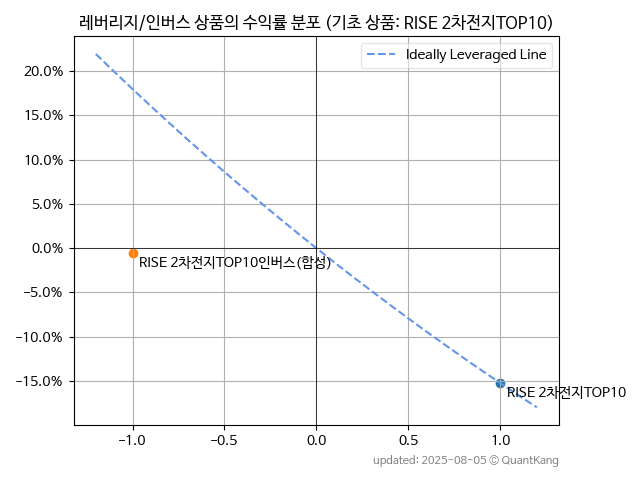 레버리지/인버스 상품의 수익률 분포 (기초 상품: RISE 2차전지TOP10)
Ideally Leveraged Line
20.0%
15.0%
10.0%
5.0%
0.0%
RISE 2차전지TOP10인버스(합성)
-5.0%
-10.0%
-15.0%
RISE 2차전지TOP10
-1.0 -0.5 0.0 0.5 1.0
updated: 2025-08-05 © QuantKang